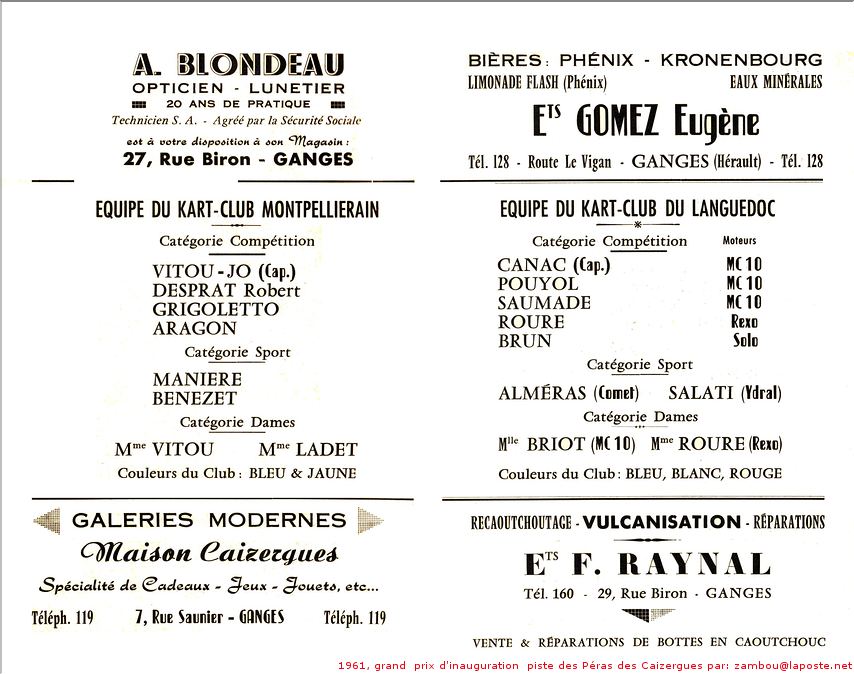 A. BLONDEAU
OPTICIEN - LUNETIER
20 ANS DE PRATIQUE
Technicien S. A. - Agréé par la Sécurité Sociale
est à votre disposition à son Magasin :
27, Rue Biron - GANGES
EQUIPE DU KART-CLUB MONTPELLIERAIN
Catégorie Compétition
VITOU-JO (Cap.)
DESPRAT Robert
GRIGOLETTO
ARAGON
Catégorie Sport
MANIERE
BENEZET
Catégorie Dames
Mme VITOU Mme LADET
Couleurs du Club : BLEU & JAUNE
GALERIES MODERNES
Maison Caizergues
Spécialité de Cadeaux - Jeux - Jouets, etc...
Téléph. 119 7, Rue Saunier - GANGES Téléph. 119
BIÈRES : PHÉNIX - KRONENBOURG
LIMONADE FLASH (Phénix) EAUX MINÉRALES
ETS GOMEZ Eugène
Tél. 128 - Route Le Vigan - GANGES (Hérault) - Tél. 128
EQUIPE DU KART-CLUB DU LANGUEDOC
Catégorie Compétition Moteurs
CANAC (Cap.) MC 10
POUYOL MC 10
SAUMADE MC 10
ROURE Rexo
BRUN Solo
Catégorie Sport
ALMÉRAS (Comet) SALATI (Ydral)
Catégorie Dames
Mlle BRIOT (MC 10) Mme ROURE (Rexo)
Couleurs du Club : BLEU, BLANC, ROUGE
RECAOUTCHOUTAGE - VULCANISATION - RÉPARATIONS
ETS F. RAYNAL
Tél. 160 - 29, Rue Biron - GANGES
VENTE & RÉPARATIONS DE BOTTES EN CAOUTCHOUC
1961, grand prix d'inauguration piste des Péras des Caizergues par: zambou@laposte.net